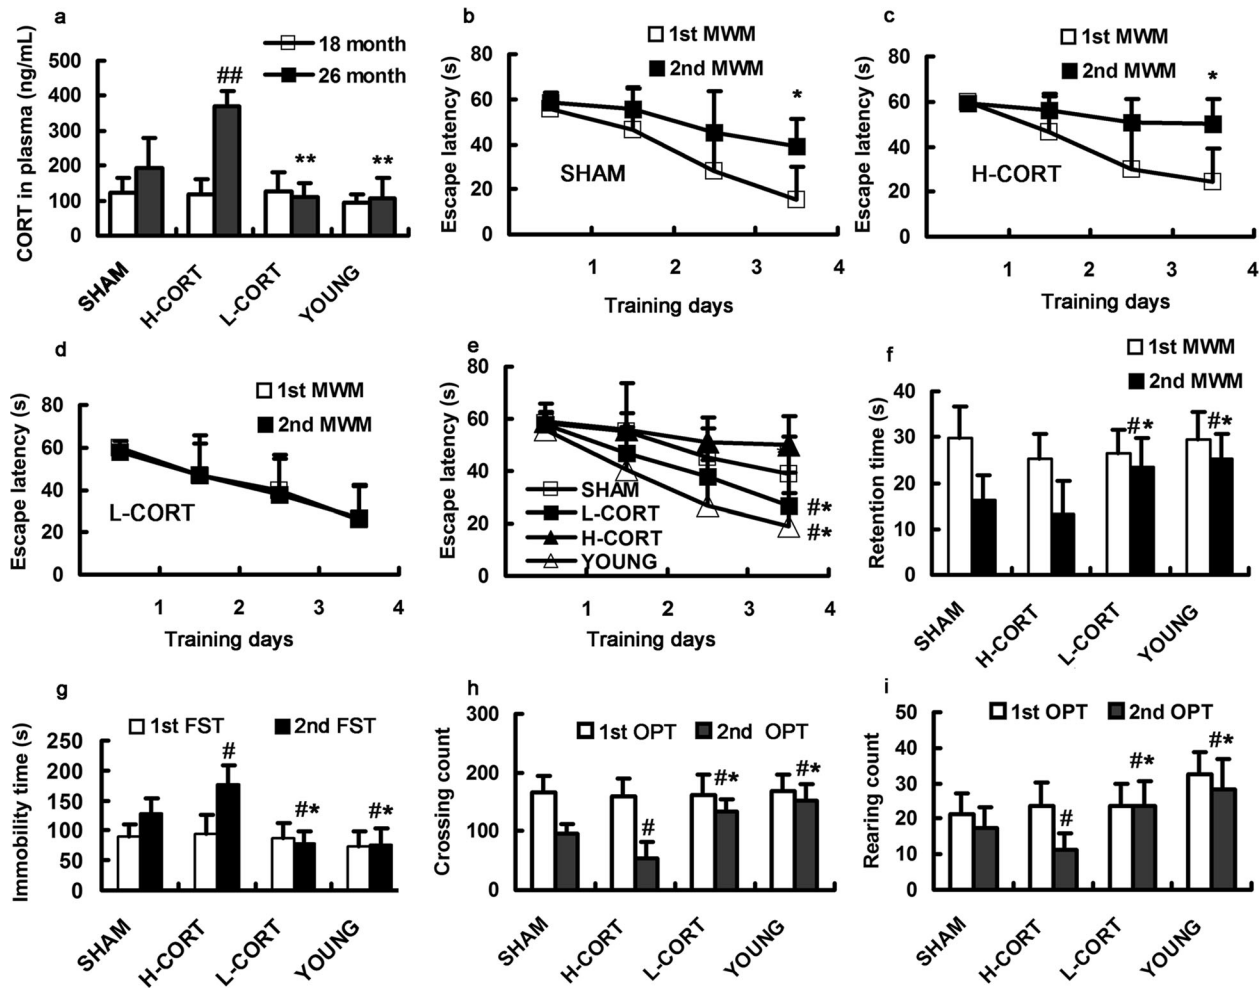 a
18 month
26 month
CORT in plasma (ng/mL)
500
400
300
200
100
0
##
**
**
SHAM
H-CORT
L-CORT
YOUNG
b
1st MWM
2nd MWM
Escape latency (s)
80
60
40
20
0
*
SHAM
1 2 3 4
Training days
c
1st MWM
2nd MWM
Escape latency (s)
80
60
40
20
0
*
H-CORT
1 2 3 4
Training days
d
1st MWM
2nd MWM
Escape latency (s)
80
60
40
20
0
L-CORT
1 2 3 4
Training days
e
Escape latency (s)
80
60
40
20
0
SHAM
L-CORT
H-CORT
YOUNG
#*
#*
1 2 3 4
Training days
f
1st MWM
2nd MWM
Retention time (s)
40
30
20
10
0
#*
#*
SHAM
H-CORT
L-CORT
YOUNG
g
1st FST
2nd FST
Immobility time (s)
250
200
150
100
50
0
#
#*
#*
SHAM
H-CORT
L-CORT
YOUNG
h
1st OPT
2nd OPT
Crossing count
300
200
100
0
#
#*
#*
SHAM
H-CORT
L-CORT
YOUNG
i
1st OPT
2nd OPT
Rearing count
50
40
30
20
10
0
#
#*
#*
SHAM
H-CORT
L-CORT
YOUNG